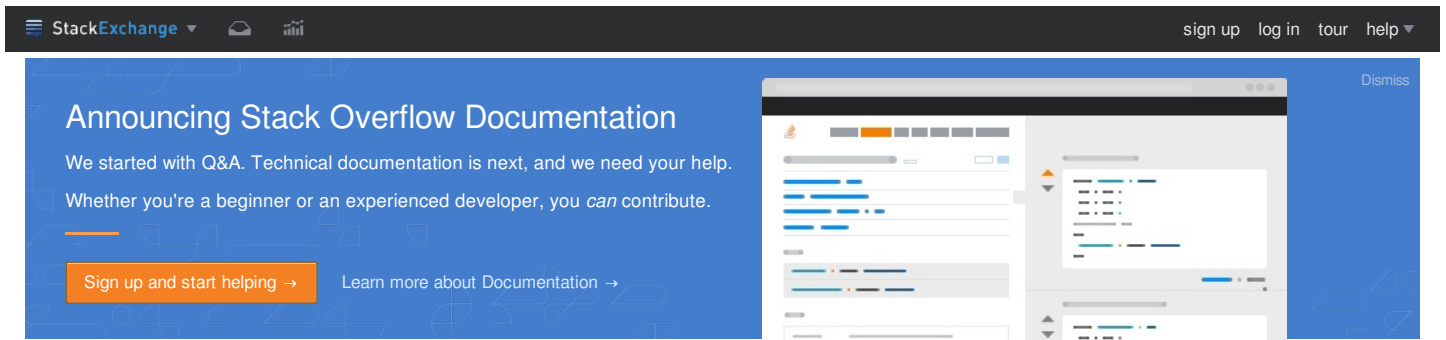 StackExchange sign up log in tour help
Dismiss
Announcing Stack Overflow Documentation
We started with Q&A. Technical documentation is next, and we need your help.
Whether you're a beginner or an experienced developer, you can contribute.
Sign up and start helping → Learn more about Documentation →